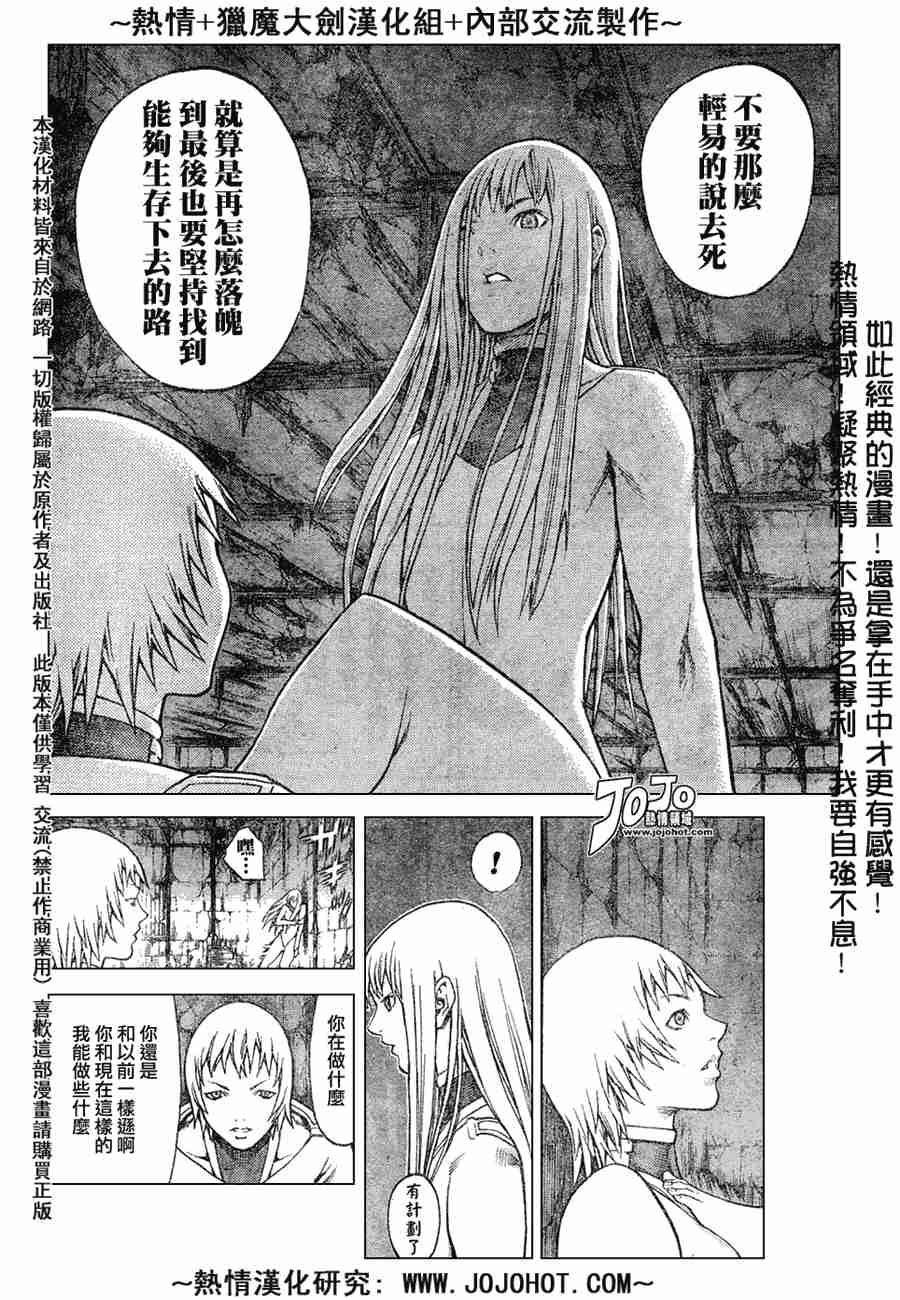 ~熱情+獵魔大劍漢化組+內部交流製作~
不要那麼
輕易的說去死
就算是再怎麼落魄
到最後也要堅持找到
能夠生存下去的路
如此經典的漫畫！還是拿在手中才更有感覺！
熱情領域！凝聚熱情！不為爭名奪利！我要自強不息！
本漢化材料皆來自於網路 一切版權歸屬於原作者及出版社 此版本僅供學習 交流(禁止作商業用) 喜歡這部漫畫請購買正版
JOJO
熱情領域
www.jojohot.com
！
有計劃了
嘿…
你在做什麼
你還是
和以前一樣遜啊
你和現在這樣的
我能做些什麼
~熱情漢化研究: WWW.JOJOHOT.COM~